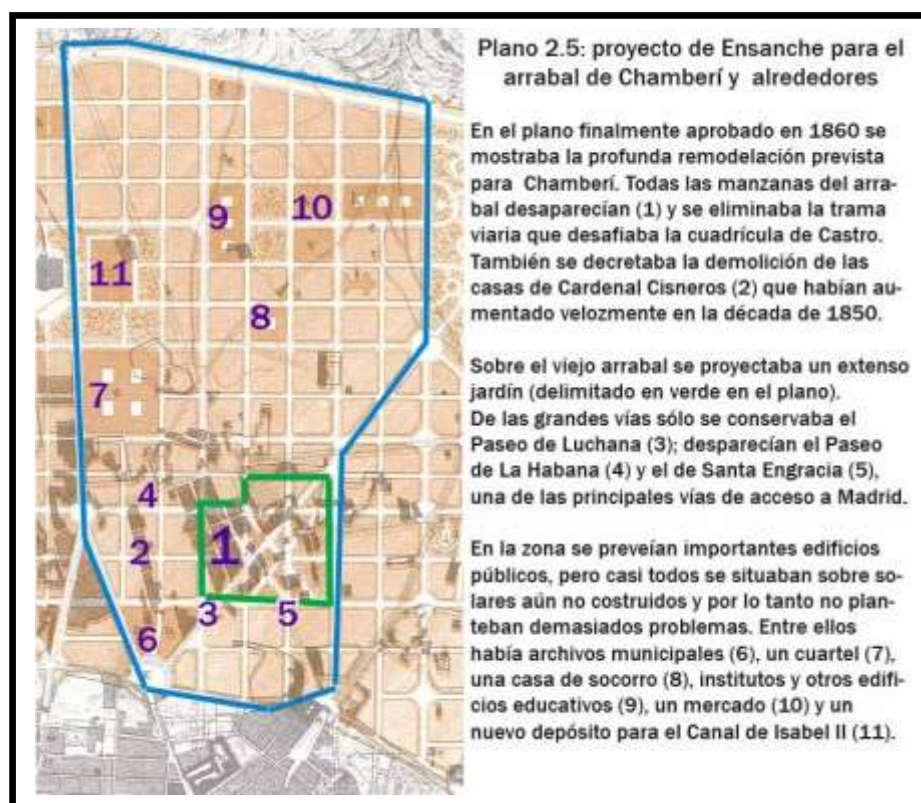 Plano 2.5: proyecto de Ensanche para el
arrabal de Chamberí y alrededores
En el plano finalmente aprobado en 1860 se
mostraba la profunda remodelación prevista
para Chamberí. Todas las manzanas del arra-
bal desaparecían (1) y se eliminaba la trama
viaria que desafiaba la cuadrícula de Castro.
También se decretaba la demolición de las
casas de Cardenal Cisneros (2) que habían au-
mentado velozmente en la década de 1850.
Sobre el viejo arrabal se proyectaba un extenso
jardín (delimitado en verde en el plano).
De las grandes vías sólo se conservaba el
Paseo de Luchana (3); desparecían el Paseo
de La Habana (4) y el de Santa Engracia (5),
una de las principales vías de acceso a Madrid.
En la zona se preveían importantes edificios
públicos, pero casi todos se situaban sobre so-
lares aún no costruidos y por lo tanto no plan-
teban demasiados problemas. Entre ellos
había archivos municipales (6), un cuartel (7),
una casa de socorro (8), institutos y otros edifi-
cios educativos (9), un mercado (10) y un
nuevo depósito para el Canal de Isabel II (11).
9 10
11
8
7
4
1
2
3 5
6